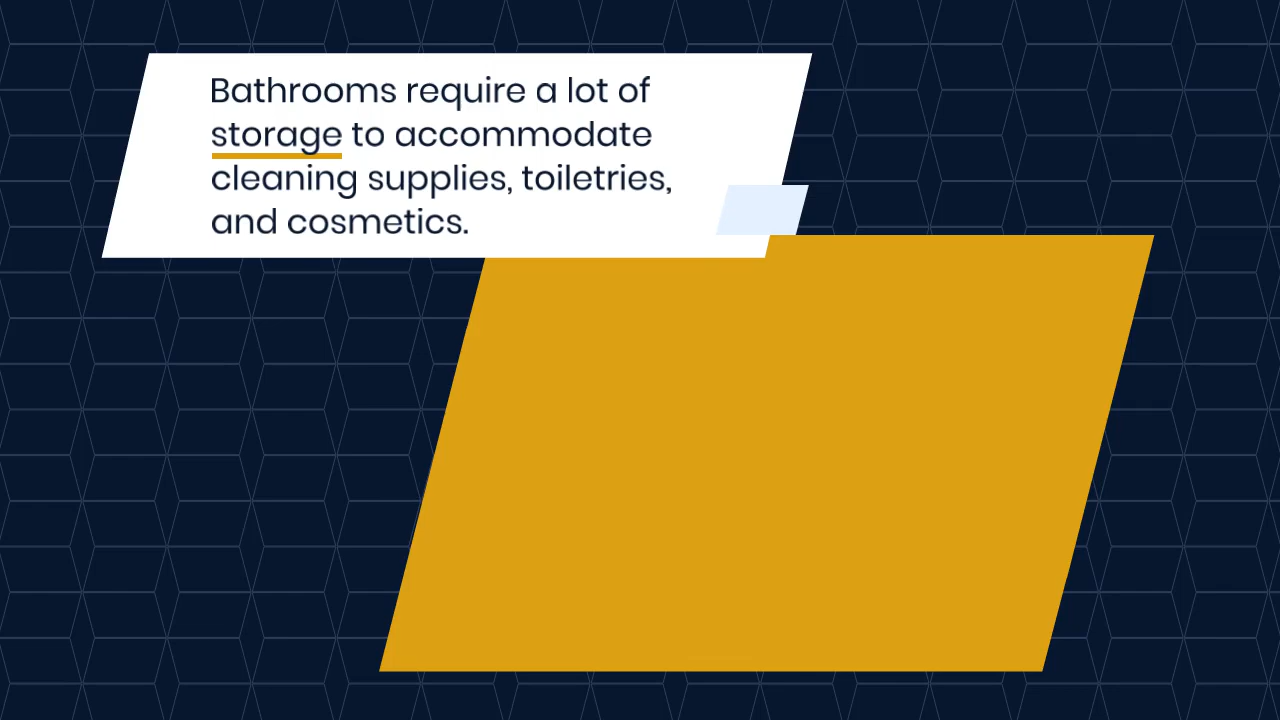 Bathrooms require a lot of
storage to accommodate
cleaning supplies, toiletries,
and cosmetics.